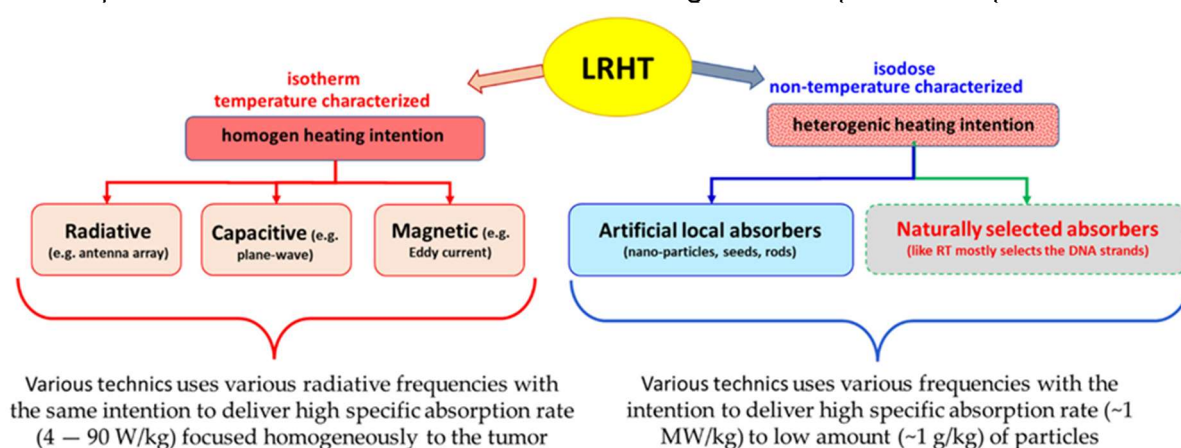 LRHT
isotherm
temperature characterized
homogen heating intention
isodose
non-temperature characterized
heterogenic heating intention
Radiative
(e.g. antenna array)
Capacitive (e.g.
plane-wave)
Magnetic (e.g.
Eddy current)
Artificial local absorbers
(nano-particles, seeds, rods)
Naturally selected absorbers
(like RT mostly selects the DNA strands)
Various technics uses various radiative frequencies with
the same intention to deliver high specific absorption rate
(4 — 90 W/kg) focused homogeneously to the tumor
Various technics uses various frequencies with the
intention to deliver high specific absorption rate (~1
MW/kg) to low amount (~1 g/kg) of particles